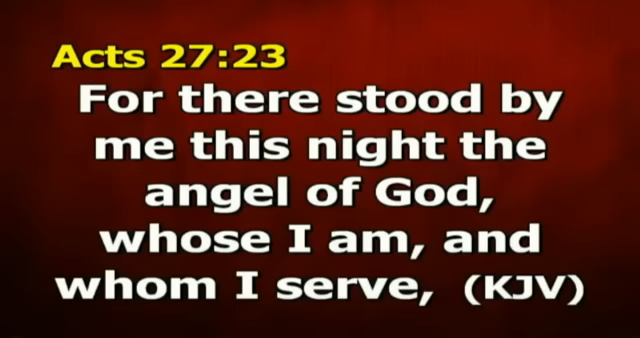 Acts 27:23
For there stood by
me this night the
angel of God,
whose I am, and
whom I serve, (KJV)